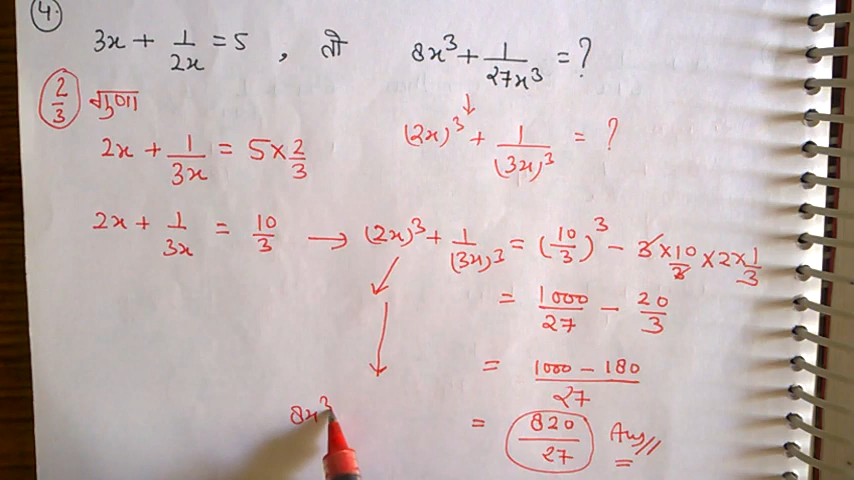 4.
3x + 1/2x = 5 , तो 8x³ + 1/27x³ = ?
2/3 गुणा
(2x)³ + 1/(3x)³ = ?
2x + 1/3x = 5 × 2/3
2x + 1/3x = 10/3 → (2x)³ + 1/(3x)³ = (10/3)³ - 3 × 10/3 × 2 × 1/3
= 1000/27 - 20/3
= 1000 - 180/27
= 820/27 Ans//
8x³